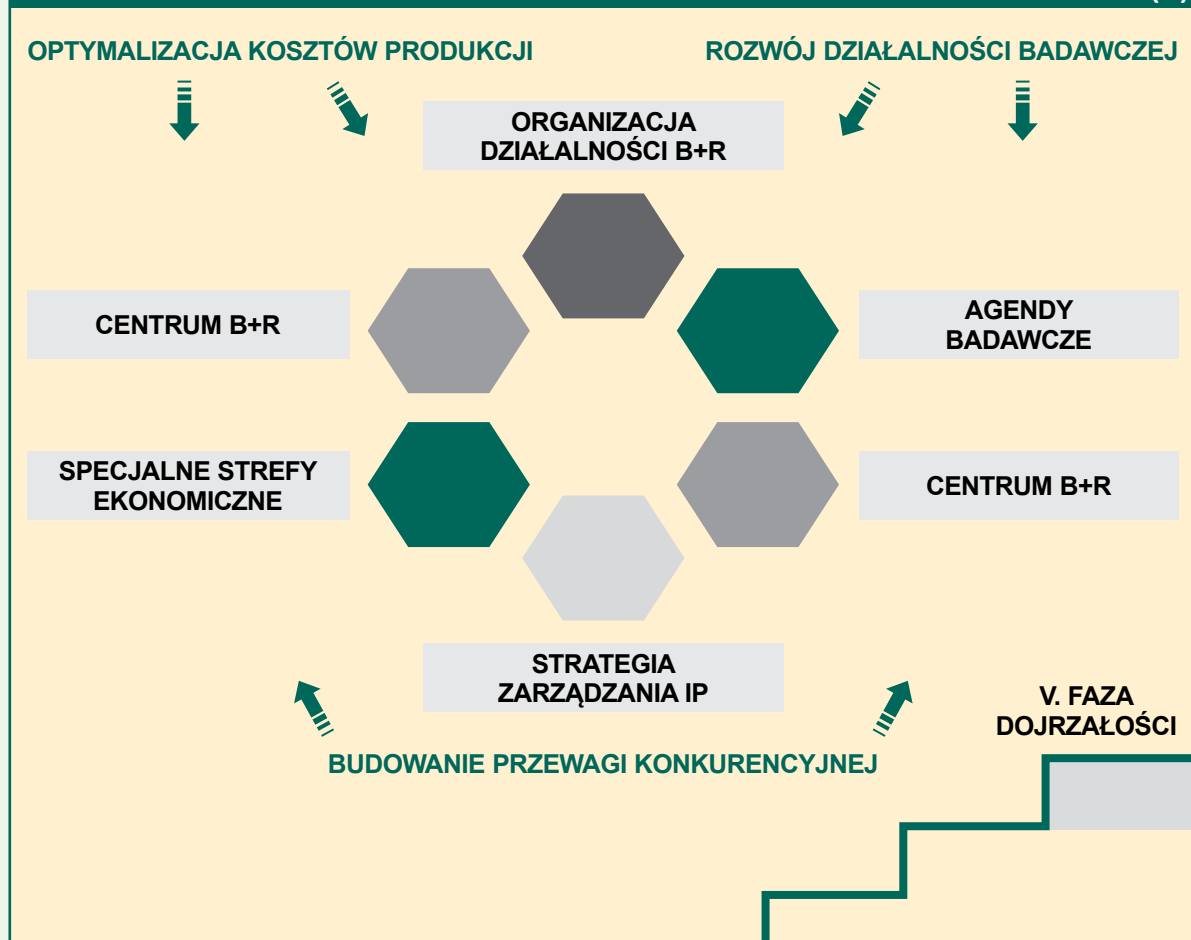 OPTYMALIZACJA KOSZTÓW PRODUKCJI
ROZWÓJ DZIAŁALNOŚCI BADAWCZEJ
ORGANIZACJA
DZIAŁALNOŚCI B+R
CENTRUM B+R
AGENDY
BADAWCZE
SPECJALNE STREFY
EKONOMICZNE
CENTRUM B+R
STRATEGIA
ZARZĄDZANIA IP
V. FAZA
DOJRZAŁOŚCI
BUDOWANIE PRZEWAGI KONKURENCYJNEJ